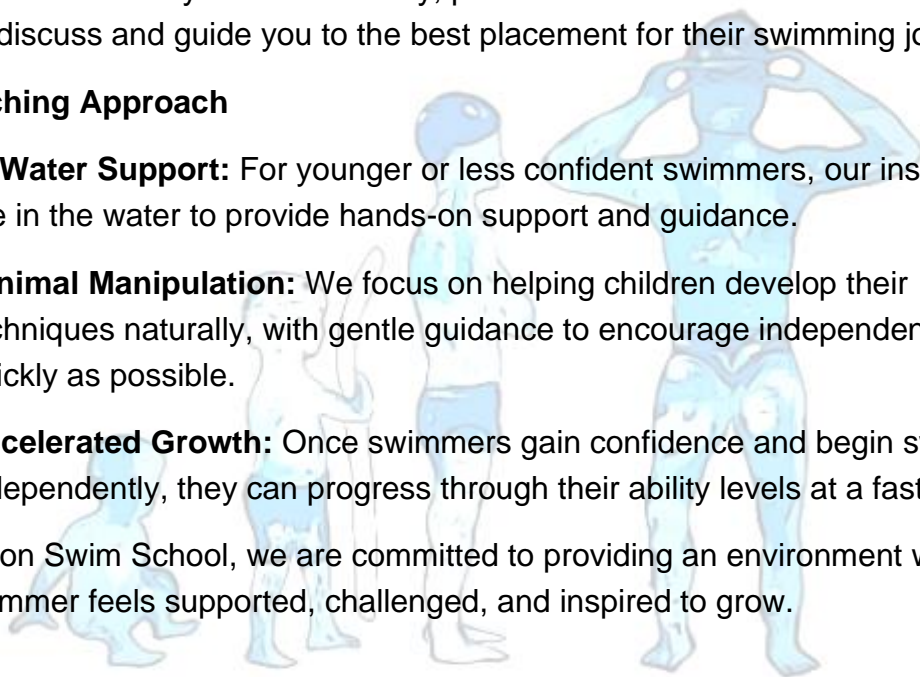 discuss and guide you to the best placement for their swimming jo
ching Approach
Water Support: For younger or less confident swimmers, our ins
e in the water to provide hands-on support and guidance.
nimal Manipulation: We focus on helping children develop their
chniques naturally, with gentle guidance to encourage independen
ickly as possible.
celerated Growth: Once swimmers gain confidence and begin s
dependently, they can progress through their ability levels at a fast
on Swim School, we are committed to providing an environment w
mmer feels supported, challenged, and inspired to grow.